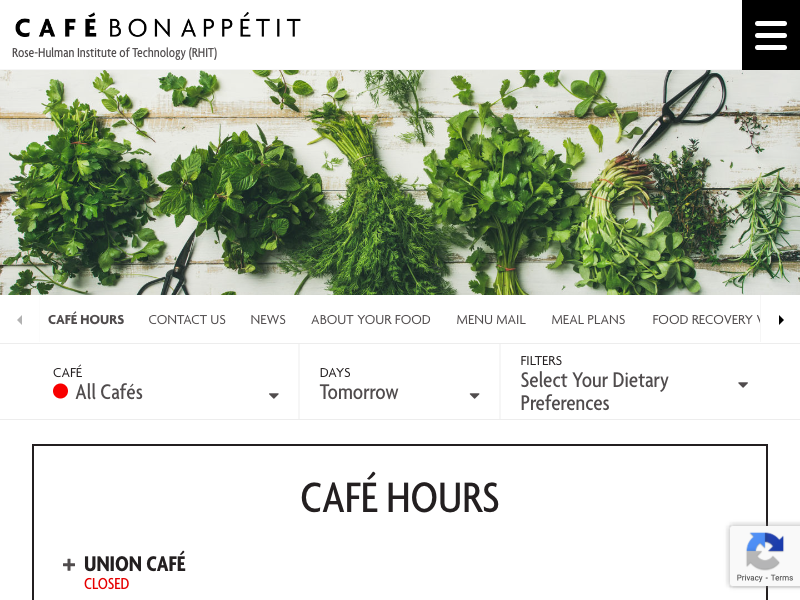 CAFÉ BON APPÉTIT
Rose-Hulman Institute of Technology (RHIT)
CAFÉ HOURS CONTACT US NEWS ABOUT YOUR FOOD MENU MAIL MEAL PLANS FOOD RECOVERY
CAFÉ
All Cafés
DAYS
Tomorrow
FILTERS
Select Your Dietary
Preferences
CAFÉ HOURS
UNION CAFÉ
CLOSED
Privacy - Terms